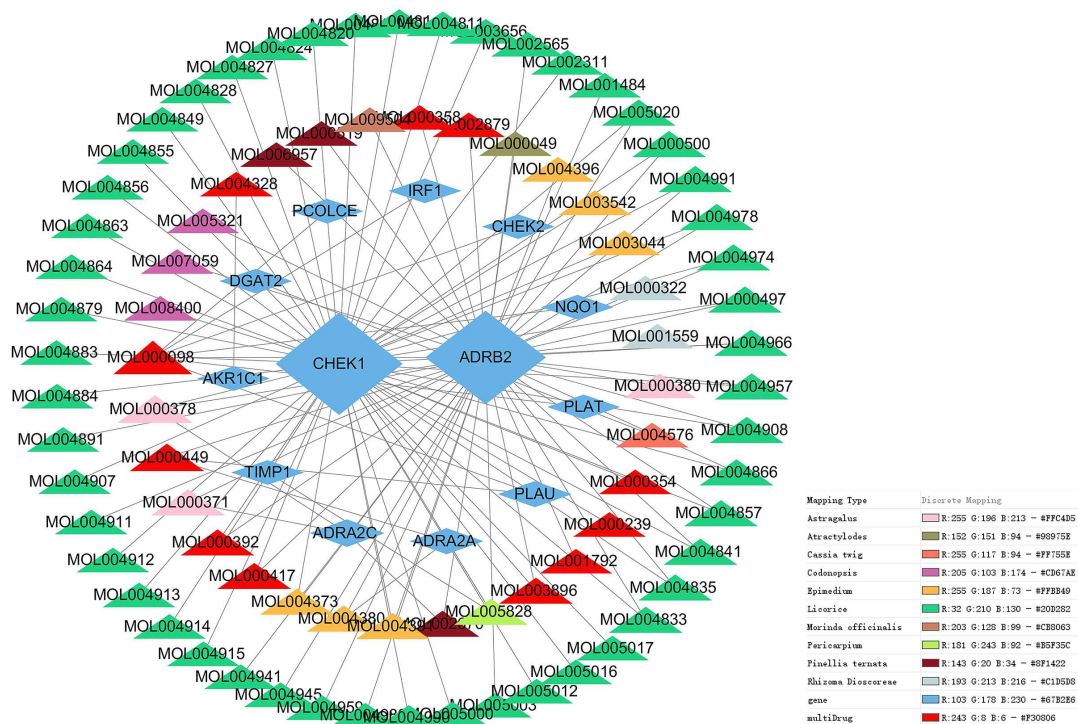 MOL004820
MOL004811
MOL003656
MOL002565
MOL002311
MOL001484
MOL005020
MOL000500
MOL004991
MOL004978
MOL004974
MOL000497
MOL004966
MOL004957
MOL004908
MOL004866
MOL004857
MOL004841
MOL004835
MOL004833
MOL005017
MOL005016
MOL005012
MOL004945
MOL004941
MOL004915
MOL004914
MOL004913
MOL004912
MOL004911
MOL004907
MOL004891
MOL004884
MOL004883
MOL004879
MOL004864
MOL004863
MOL004856
MOL004855
MOL004849
MOL004828
MOL004827
MOL004824
MOL000358
MOL000049
MOL004396
MOL003542
MOL003044
MOL000322
MOL001559
MOL000380
MOL004576
MOL000354
MOL000239
MOL001792
MOL003896
MOL005828
MOL004380
MOL004373
MOL000417
MOL000392
MOL000371
MOL000449
MOL000378
MOL000098
MOL008400
MOL007059
MOL005321
MOL004328
MOL006957
PCOLCE
IRF1
CHEK2
DGAT2
NQO1
CHEK1
ADRB2
AKR1C1
PLAT
TIMP1
PLAU
ADRA2C
ADRA2A
Mapping Type Discrete Mapping
Astragalus R:255 G:196 B:213 - #FFC4D5
Atractylodes R:152 G:151 B:94 - #98975E
Cassia twig R:255 G:117 B:94 - #FF755E
Codonopsis R:205 G:103 B:174 - #CD67AE
Epimedium R:255 G:187 B:73 - #FFBB49
Licorice R:32 G:210 B:130 - #20D282
Morinda officinalis R:203 G:128 B:99 - #CB8063
Pericarpium R:181 G:243 B:92 - #B5F35C
Pinellia ternata R:143 G:20 B:34 - #8F1422
Rhizoma Dioscoreae R:193 G:213 B:216 - #C1D5D8
gene R:103 G:178 B:230 - #67B2E6
multiDrug R:243 G:8 B:6 - #F30806